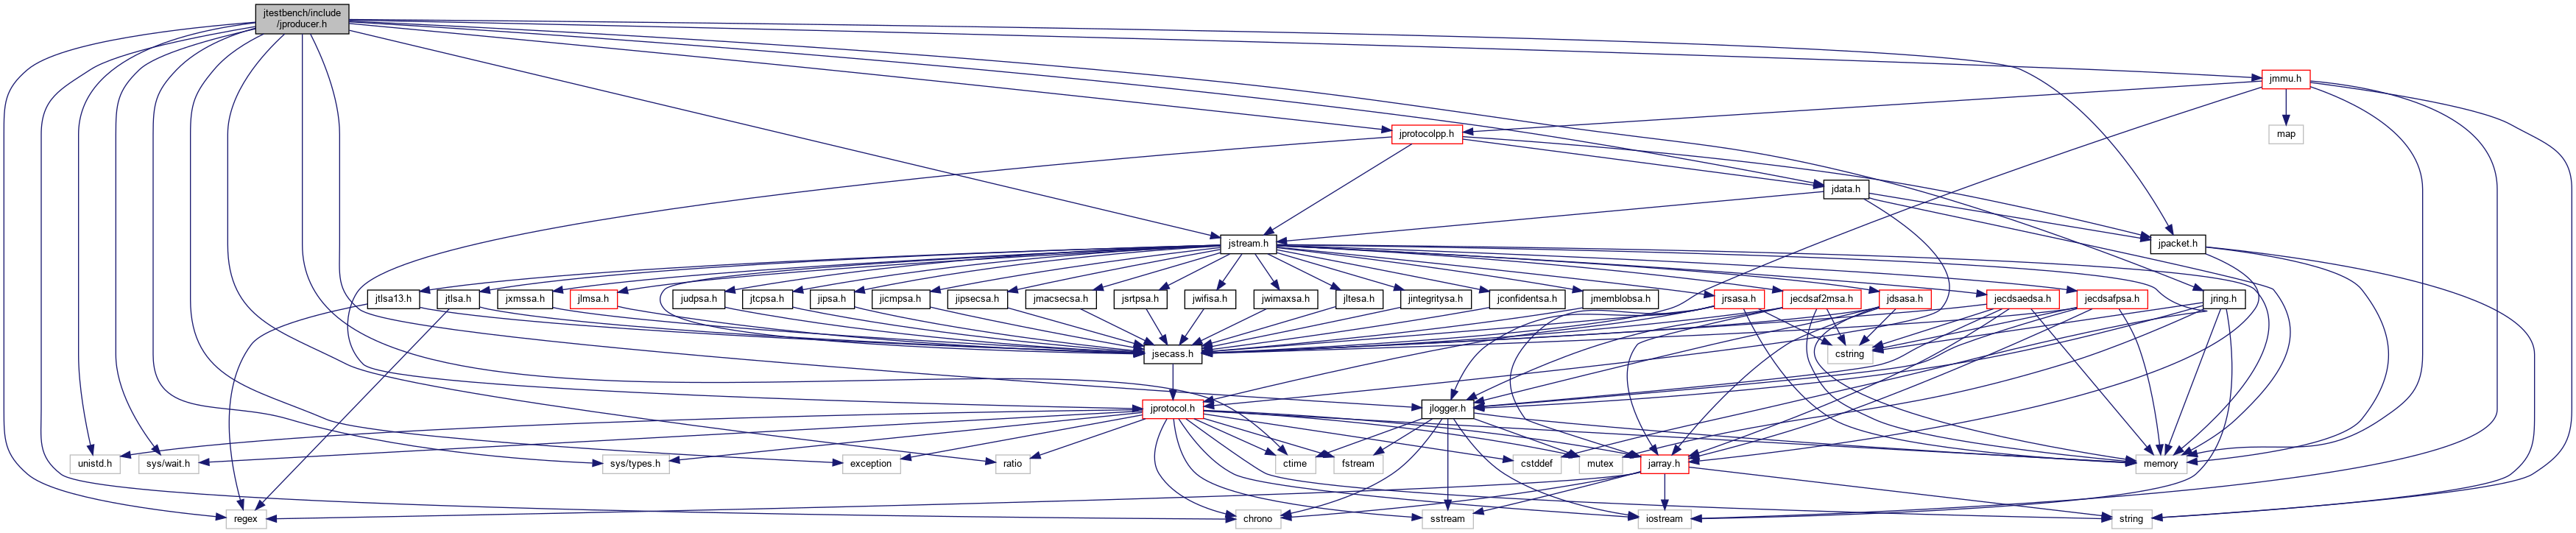 jtestbench/include
/jproducer.h
jmmu.h
jprotocolpp.h
map
jdata.h
jstream.h
jpacket.h
jtlsa13.h
jtlsa.h
jxmssa.h
jlmsa.h
judpsa.h
jtcpsa.h
jipsa.h
jicmpsa.h
jipsecsa.h
jmacsecsa.h
jsrtpsa.h
jwifisa.h
jwimaxsa.h
jltesa.h
jintegritysa.h
jconfidentsa.h
jmemblobsa.h
jrsasa.h
jecdsaf2msa.h
jdsasa.h
jecdsaedsa.h
jecdsafpsa.h
jring.h
jsecass.h
cstring
jprotocol.h
jlogger.h
unistd.h
sys/wait.h
sys/types.h
exception
ratio
ctime
fstream
cstddef
mutex
jarray.h
memory
regex
chrono
sstream
iostream
string